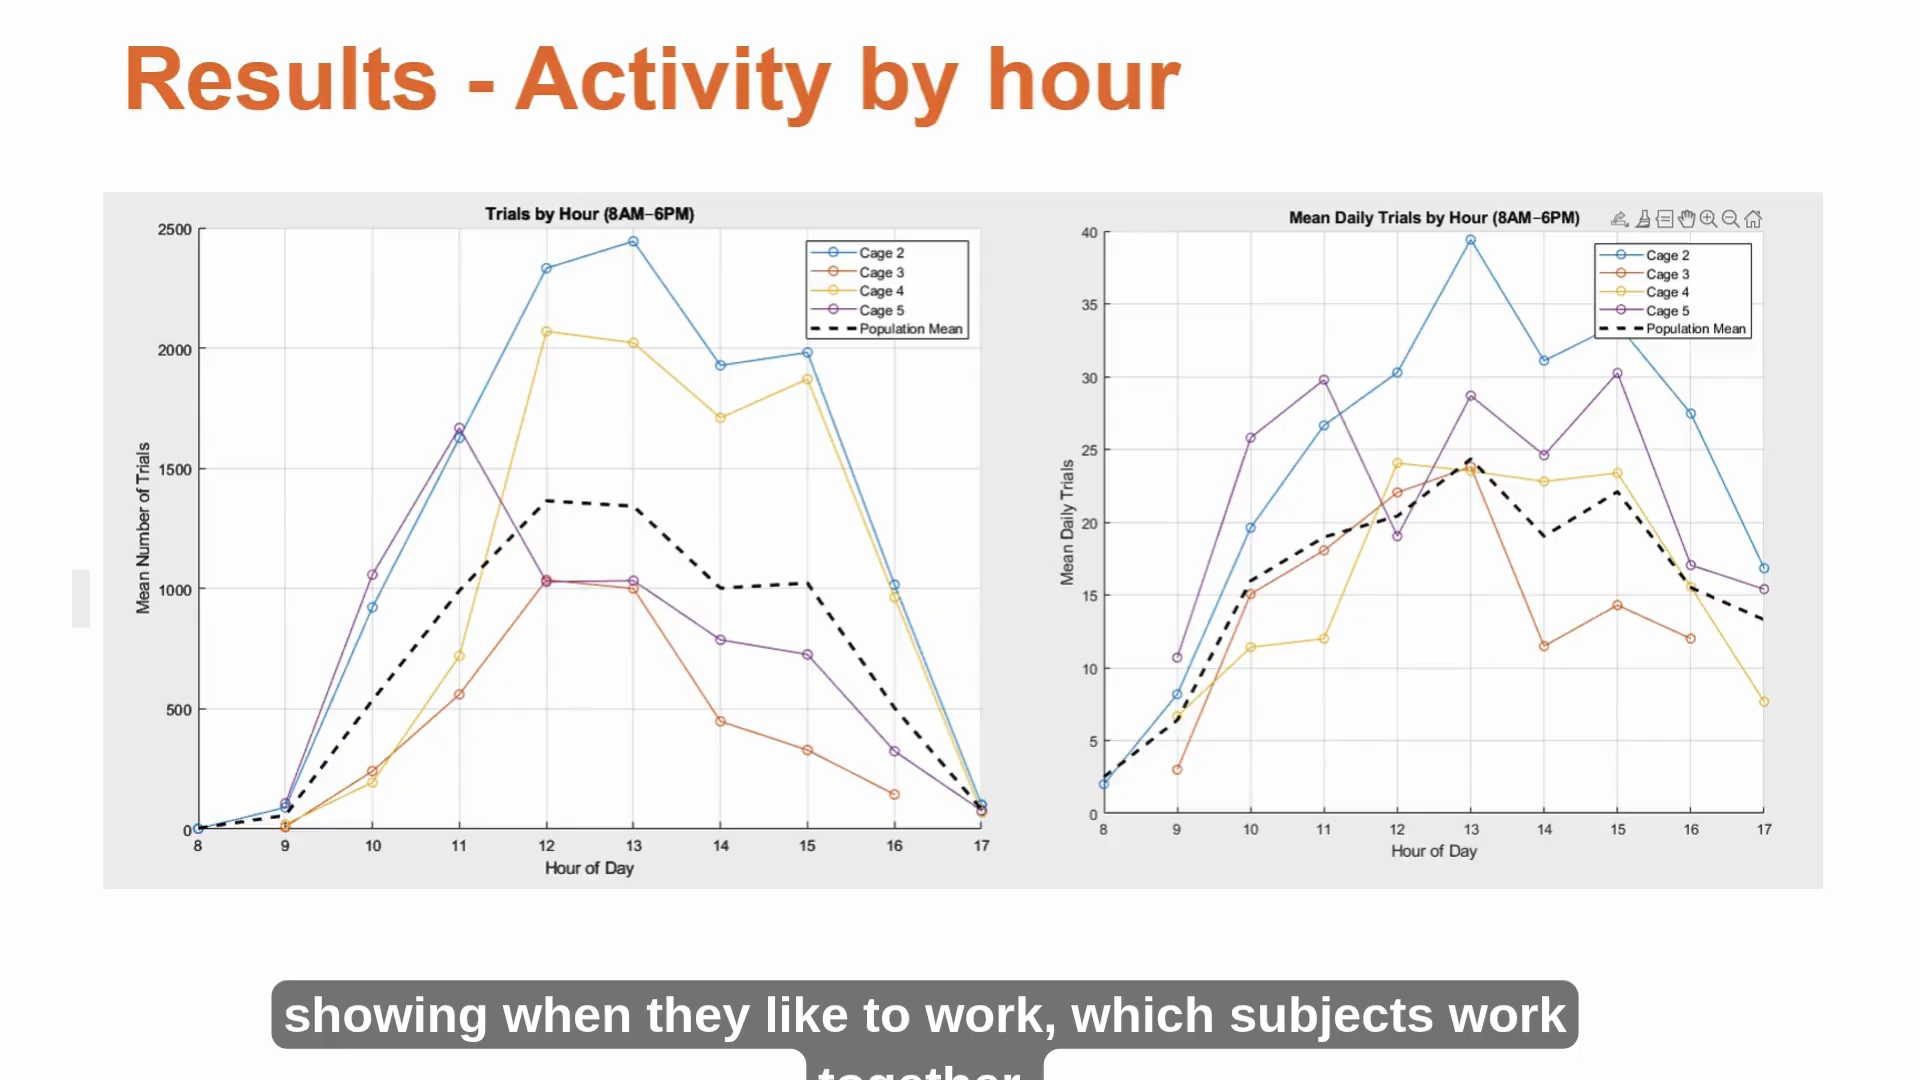 Results - Activity by hour
Trials by Hour (8AM–6PM)
2500
2000
1500
1000
500
0
Mean Number of Trials
Cage 2
Cage 3
Cage 4
Cage 5
Population Mean
8 9 10 11 12 13 14 15 16 17
Hour of Day
Mean Daily Trials by Hour (8AM–6PM)
40
35
30
25
20
15
10
5
0
Mean Daily Trials
Cage 2
Cage 3
Cage 4
Cage 5
Population Mean
8 9 10 11 12 13 14 15 16 17
Hour of Day
showing when they like to work, which subjects work
together